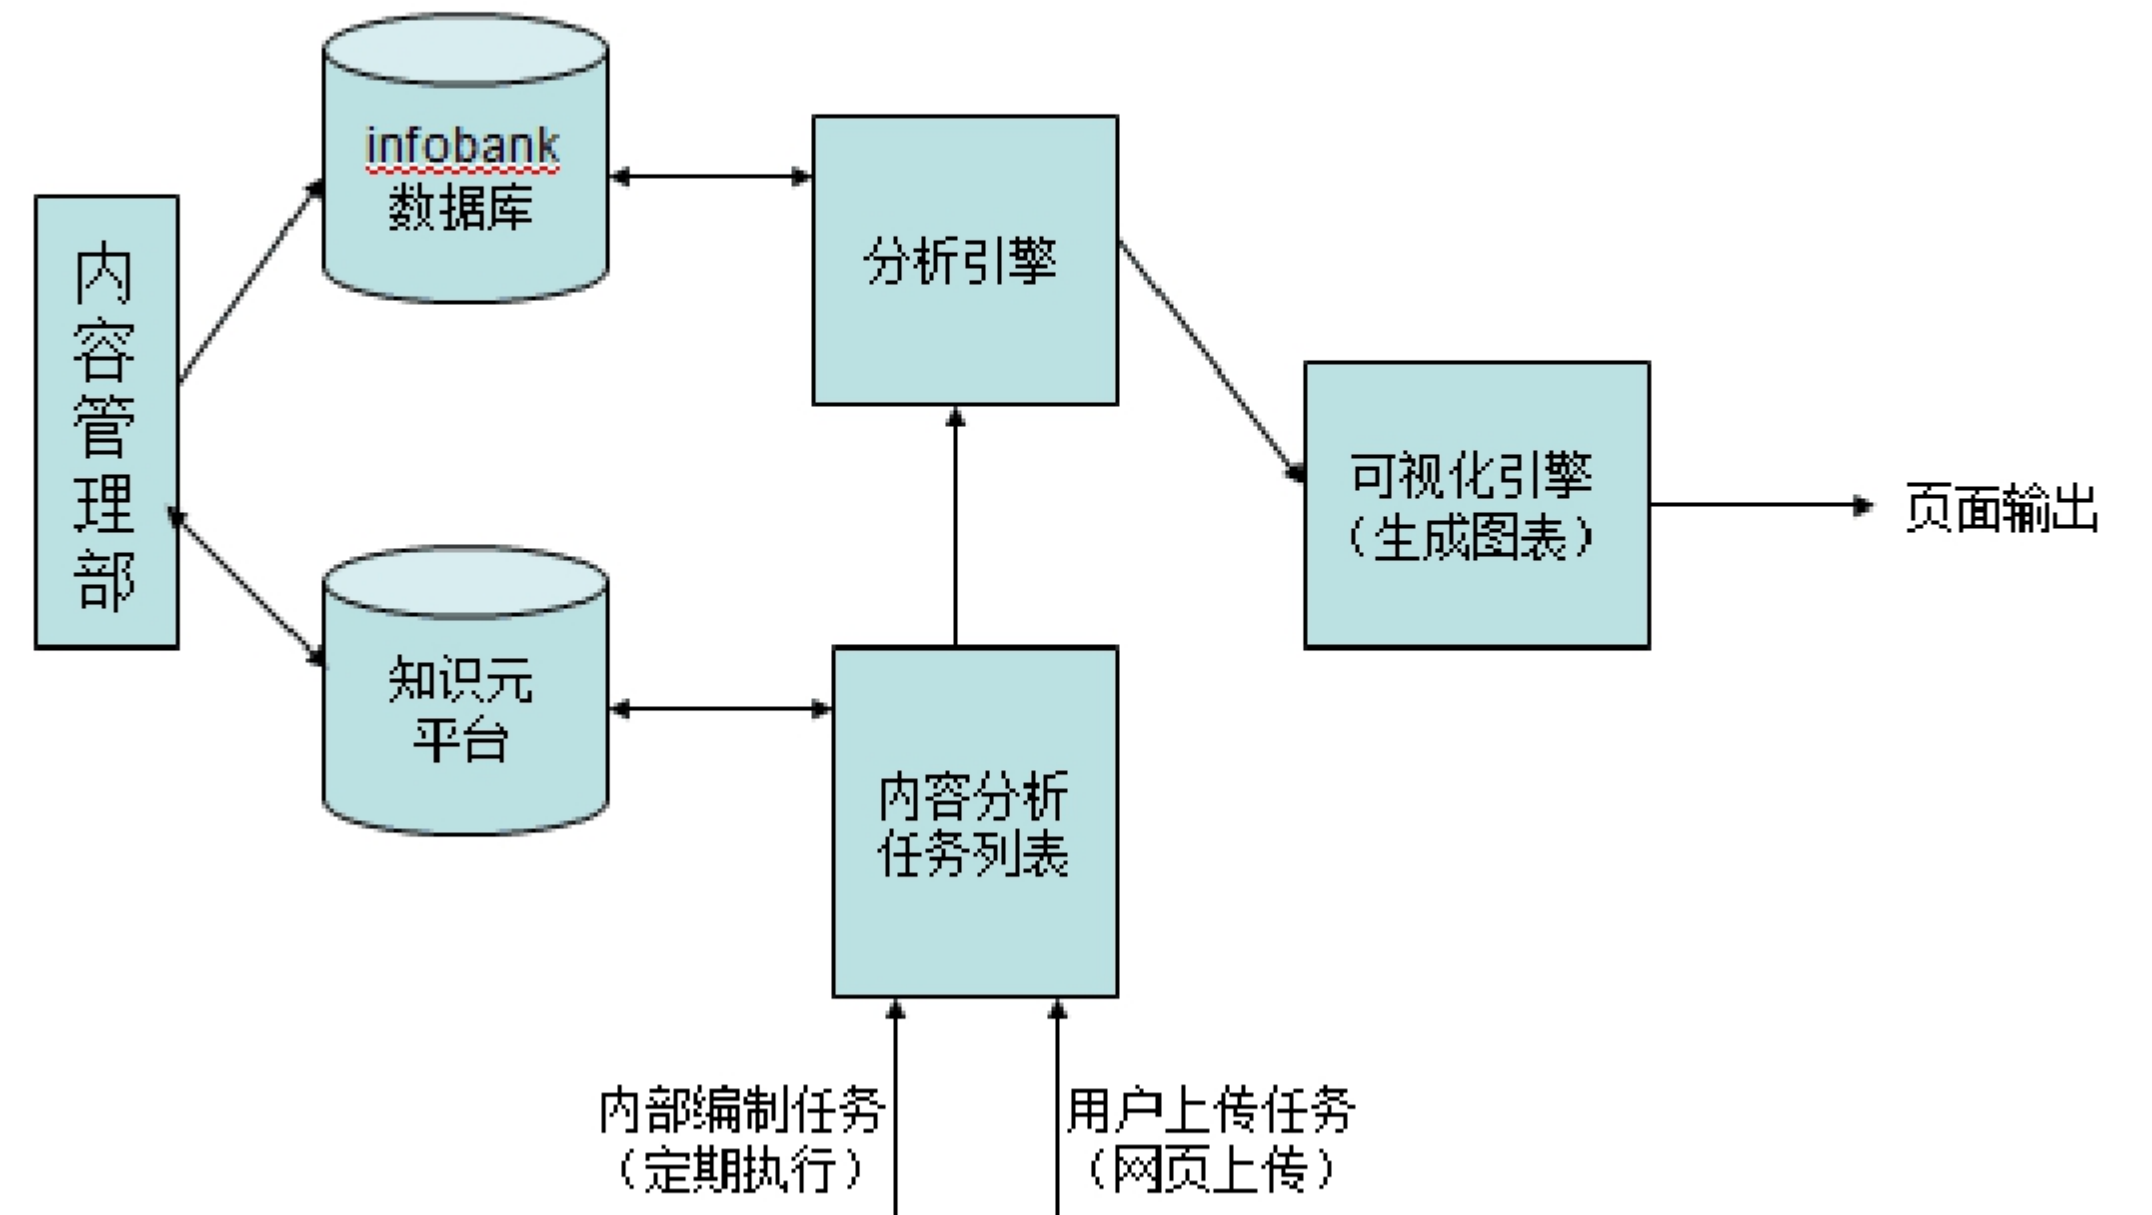 内容管理部
infobank
数据库
分析引擎
可视化引擎
（生成图表）
页面输出
知识元
平台
内容分析
任务列表
内部编制任务
（定期执行）
用户上传任务
（网页上传）